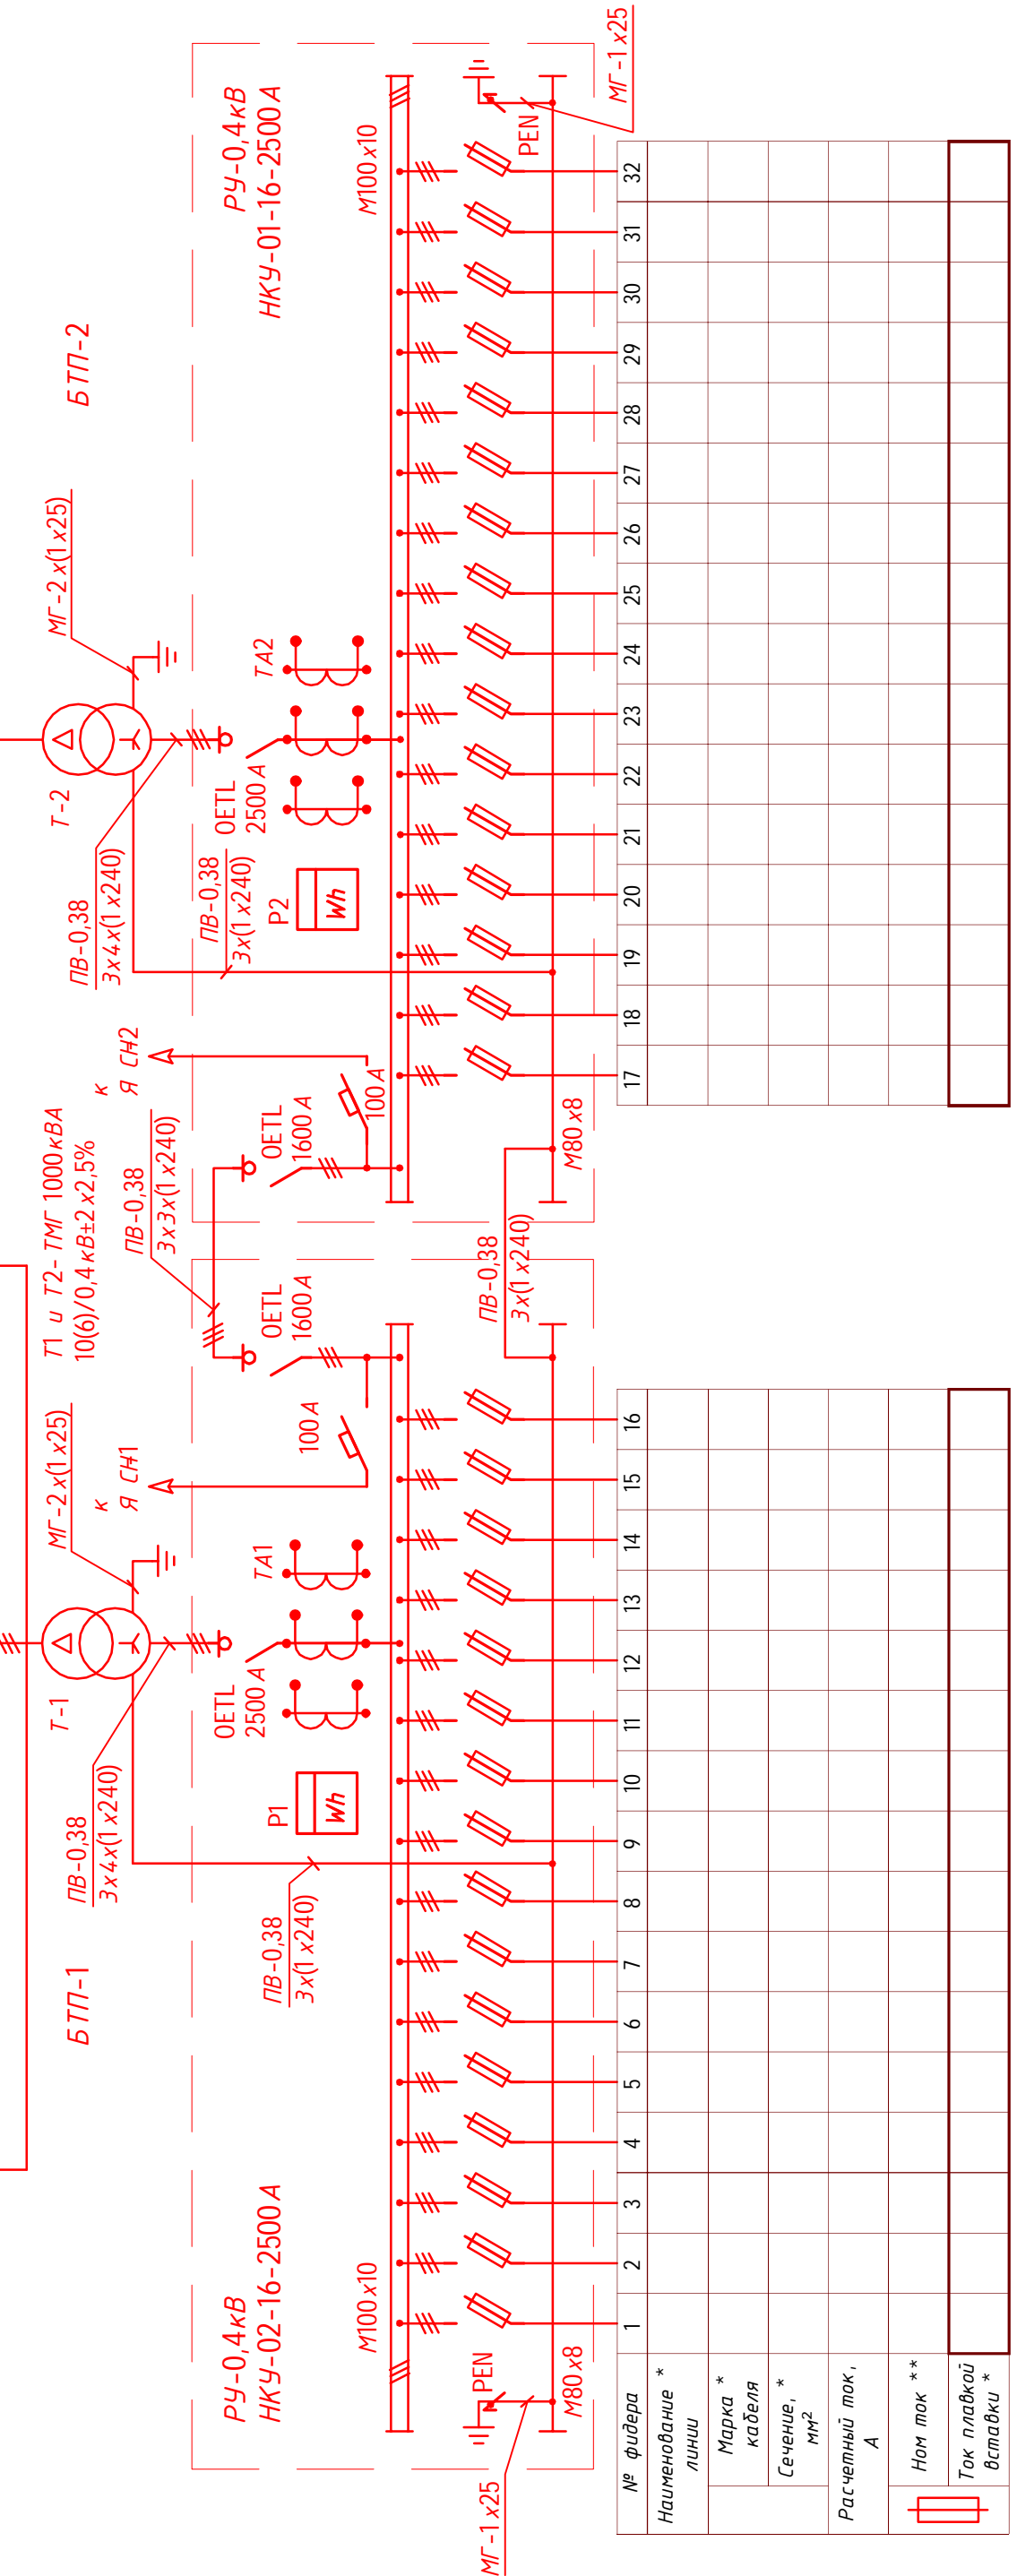 БТП-1
Т-1
МГ-2х(1х25)
ПВ-0,38
3х4х(1х240)
Т1 и Т2- ТМГ 1000кВА
10(6)/0,4кВ±2х2,5%
Т-2
МГ-2х(1х25)
ПВ-0,38
3х4х(1х240)
БТП-2
РУ-0,4кВ
НКУ-02-16-2500А
ПВ-0,38
3х(1х240)
P1
Wh
OETL
2500А
ТА1
к
Я СН1
100А
OETL
1600А
ПВ-0,38
3х3х(1х240)
OETL
1600А
к
Я СН2
100А
ПВ-0,38
3х(1х240)
P2
Wh
OETL
2500А
ТА2
РУ-0,4кВ
НКУ-01-16-2500А
М100х10
М100х10
МГ-1х25
PEN
М80х8
ПВ-0,38
3х(1х240)
М80х8
PEN
МГ-1х25
№ фидера 1 2 3 4 5 6 7 8 9 10 11 12 13 14 15 16 17 18 19 20 21 22 23 24 25 26 27 28 29 30 31 32
Наименование *
линии
Марка *
кабеля
Сечение, *
мм²
Расчетный ток,
А
Ном ток **
Ток плавкой
вставки *